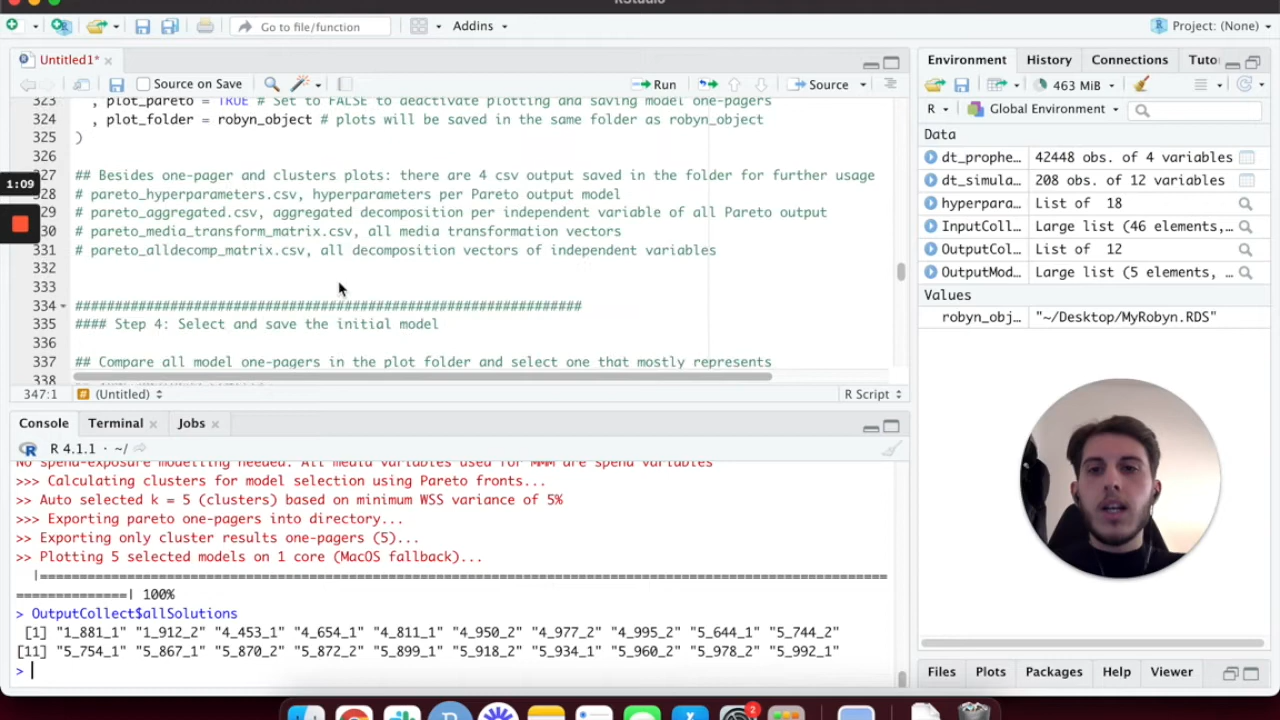 RStudio
Go to file/function
Addins
Project: (None)
Untitled1*
Source on Save
Run
Source
323 , plot_pareto = TRUE # Set to FALSE to deactivate plotting and saving model one-pagers
324 , plot_folder = robyn_object # plots will be saved in the same folder as robyn_object
325 )
326
327 ## Besides one-pager and clusters plots: there are 4 csv output saved in the folder for further usage
328 # pareto_hyperparameters.csv, hyperparameters per Pareto output model
329 # pareto_aggregated.csv, aggregated decomposition per independent variable of all Pareto output
330 # pareto_media_transform_matrix.csv, all media transformation vectors
331 # pareto_alldecomp_matrix.csv, all decomposition vectors of independent variables
332
333
334 #################################################################
335 #### Step 4: Select and save the initial model
336
337 ## Compare all model one-pagers in the plot folder and select one that mostly represents
338
1:09
347:1 (Untitled) R Script
Console Terminal Jobs
R 4.1.1 · ~/
No spend-exposure modelling needed. All media variables used for MMM are spend variables
>>> Calculating clusters for model selection using Pareto fronts...
>> Auto selected k = 5 (clusters) based on minimum WSS variance of 5%
>>> Exporting pareto one-pagers into directory...
>> Exporting only cluster results one-pagers (5)...
>> Plotting 5 selected models on 1 core (MacOS fallback)...
|=====================================================================================================
==============| 100%
> OutputCollect$allSolutions
[1] "1_881_1" "1_912_2" "4_453_1" "4_654_1" "4_811_1" "4_950_2" "4_977_2" "4_995_2" "5_644_1" "5_744_2"
[11] "5_754_1" "5_867_1" "5_870_2" "5_872_2" "5_899_1" "5_918_2" "5_934_1" "5_960_2" "5_978_2" "5_992_1"
>
Environment History Connections Tuto
463 MiB
R Global Environment
Data
dt_prophe… 42448 obs. of 4 variables
dt_simula… 208 obs. of 12 variables
hyperpara… List of 18
InputColl… Large list (46 elements,…
OutputCol… List of 12
OutputMod… Large list (5 elements, …
Values
robyn_obj… "~/Desktop/MyRobyn.RDS"
Files Plots Packages Help Viewer
2